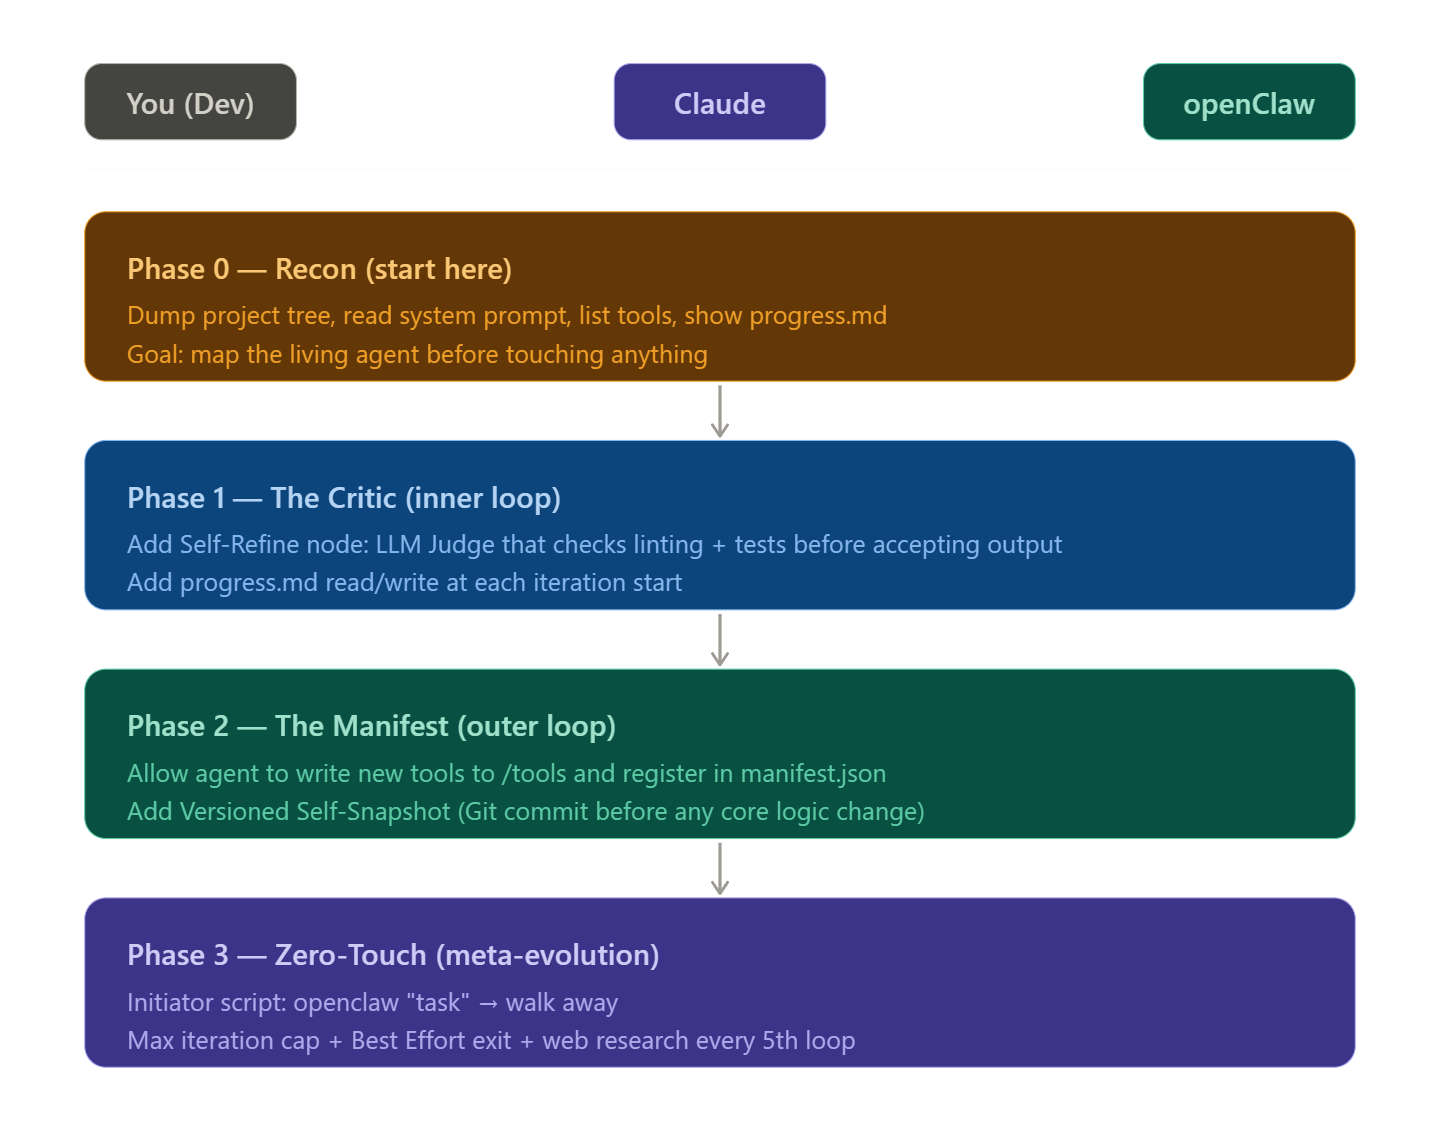 You (Dev)
Claude
openClaw
Phase 0 — Recon (start here)
Dump project tree, read system prompt, list tools, show progress.md
Goal: map the living agent before touching anything
Phase 1 — The Critic (inner loop)
Add Self-Refine node: LLM Judge that checks linting + tests before accepting output
Add progress.md read/write at each iteration start
Phase 2 — The Manifest (outer loop)
Allow agent to write new tools to /tools and register in manifest.json
Add Versioned Self-Snapshot (Git commit before any core logic change)
Phase 3 — Zero-Touch (meta-evolution)
Initiator script: openclaw "task" → walk away
Max iteration cap + Best Effort exit + web research every 5th loop